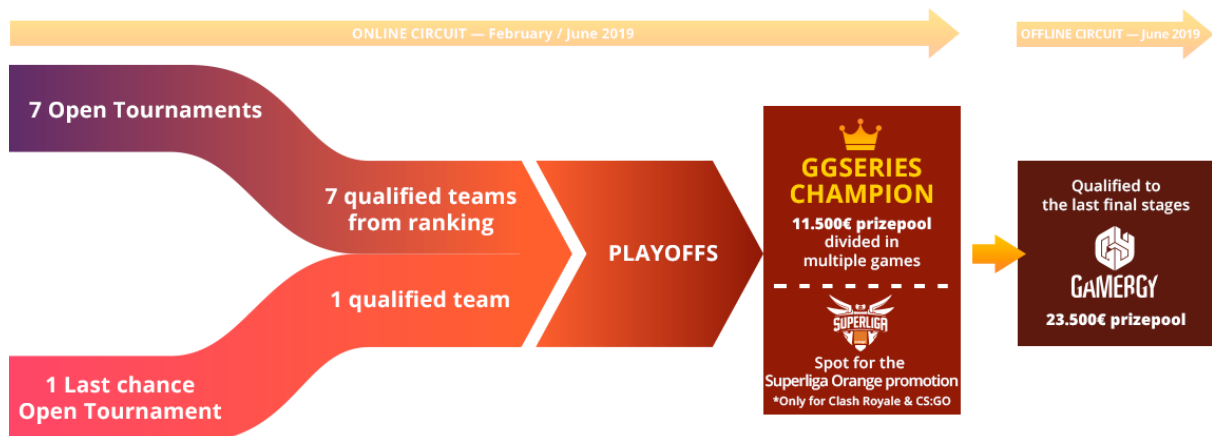 ONLINE CIRCUIT — February / June 2019
OFFLINE CIRCUIT — June 2019
7 Open Tournaments
7 qualified teams
from ranking
1 qualified team
1 Last chance
Open Tournament
PLAYOFFS
GGSERIES
CHAMPION
11.500€ prizepool
divided in
multiple games
SUPERLIGA
Spot for the
Superliga Orange promotion
*Only for Clash Royale & CS:GO
Qualified to
the last final stages
GAMERGY
23.500€ prizepool